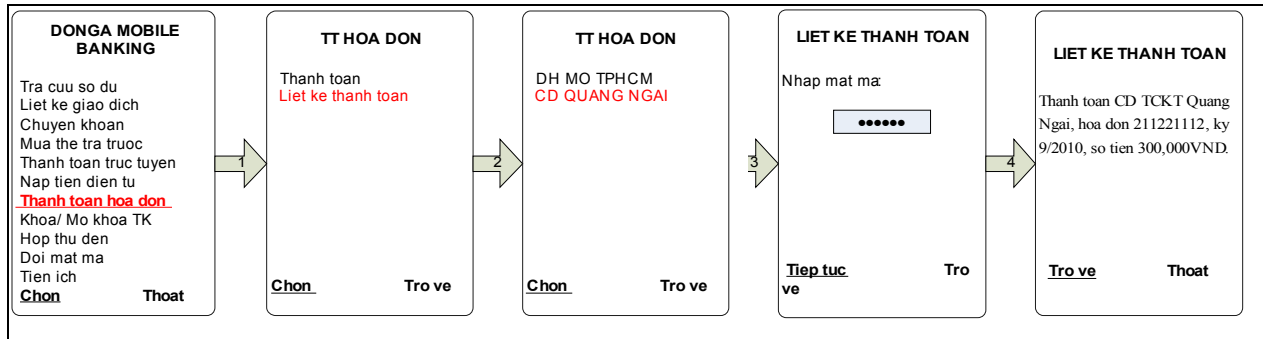 DONGA MOBILE
BANKING
Tra cuu so du
Liet ke giao dich
Chuyen khoan
Mua the tra truoc
Thanh toan truc tuyen
Nap tien dien tu
Thanh toan hoa don
Khoa/ Mo khoa TK
Hop thu den
Doi mat ma
Tien ich
Chon Thoat
1
TT HOA DON
Thanh toan
Liet ke thanh toan
Chon Tro ve
2
TT HOA DON
DH MO TPHCM
CD QUANG NGAI
Chon Tro ve
3
LIET KE THANH TOAN
Nhap mat ma:
••••••
Tiep tuc Tro
ve
4
LIET KE THANH TOAN
Thanh toan CD TCKT Quang
Ngai, hoa don 211221112, ky
9/2010, so tien 300,000VND.
Tro ve Thoat